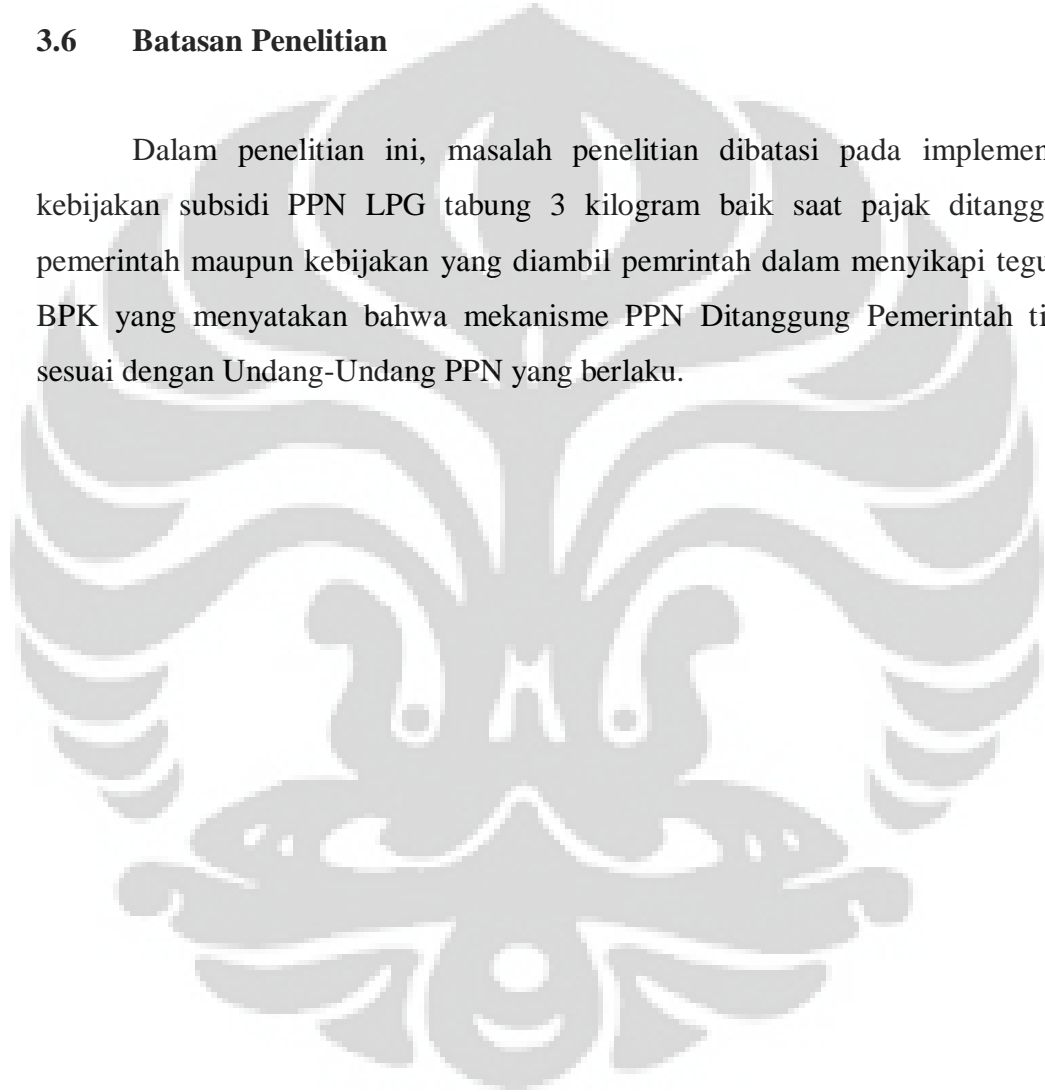 3.6 Batasan Penelitian
Dalam penelitian ini, masalah penelitian dibatasi pada implemen
kebijakan subsidi PPN LPG tabung 3 kilogram baik saat pajak ditangg
pemerintah maupun kebijakan yang diambil pemrintah dalam menyikapi tegu
BPK yang menyatakan bahwa mekanisme PPN Ditanggung Pemerintah ti
sesuai dengan Undang-Undang PPN yang berlaku.